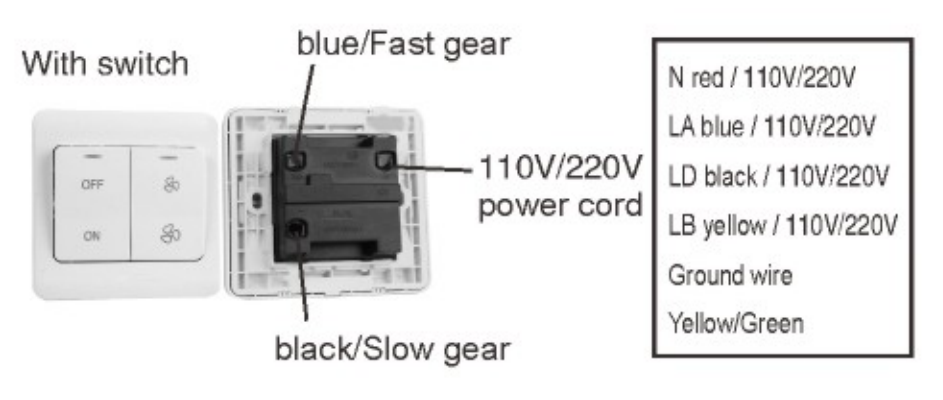 With switch
blue/Fast gear
OFF
ON
110V/220V
power cord
black/Slow gear
N red / 110V/220V
LA blue / 110V/220V
LD black / 110V/220V
LB yellow / 110V/220V
Ground wire
Yellow/Green